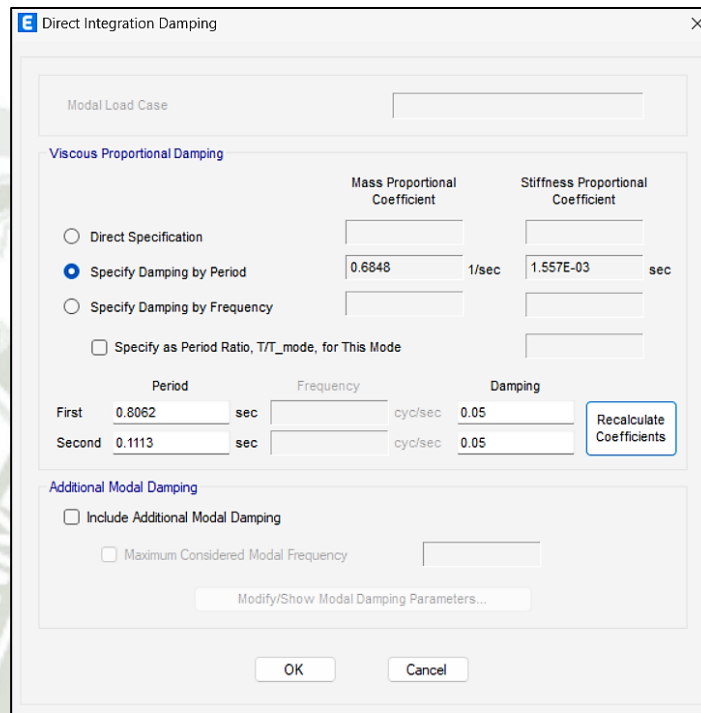 E Direct Integration Damping
Modal Load Case
Viscous Proportional Damping
Mass Proportional Coefficient
Stiffness Proportional Coefficient
Direct Specification
Specify Damping by Period 0.6848 1/sec 1.557E-03 sec
Specify Damping by Frequency
Specify as Period Ratio, T/T_mode, for This Mode
Period Frequency Damping
First 0.8062 sec cyc/sec 0.05
Second 0.1113 sec cyc/sec 0.05
Recalculate Coefficients
Additional Modal Damping
Include Additional Modal Damping
Maximum Considered Modal Frequency
Modify/Show Modal Damping Parameters...
OK Cancel